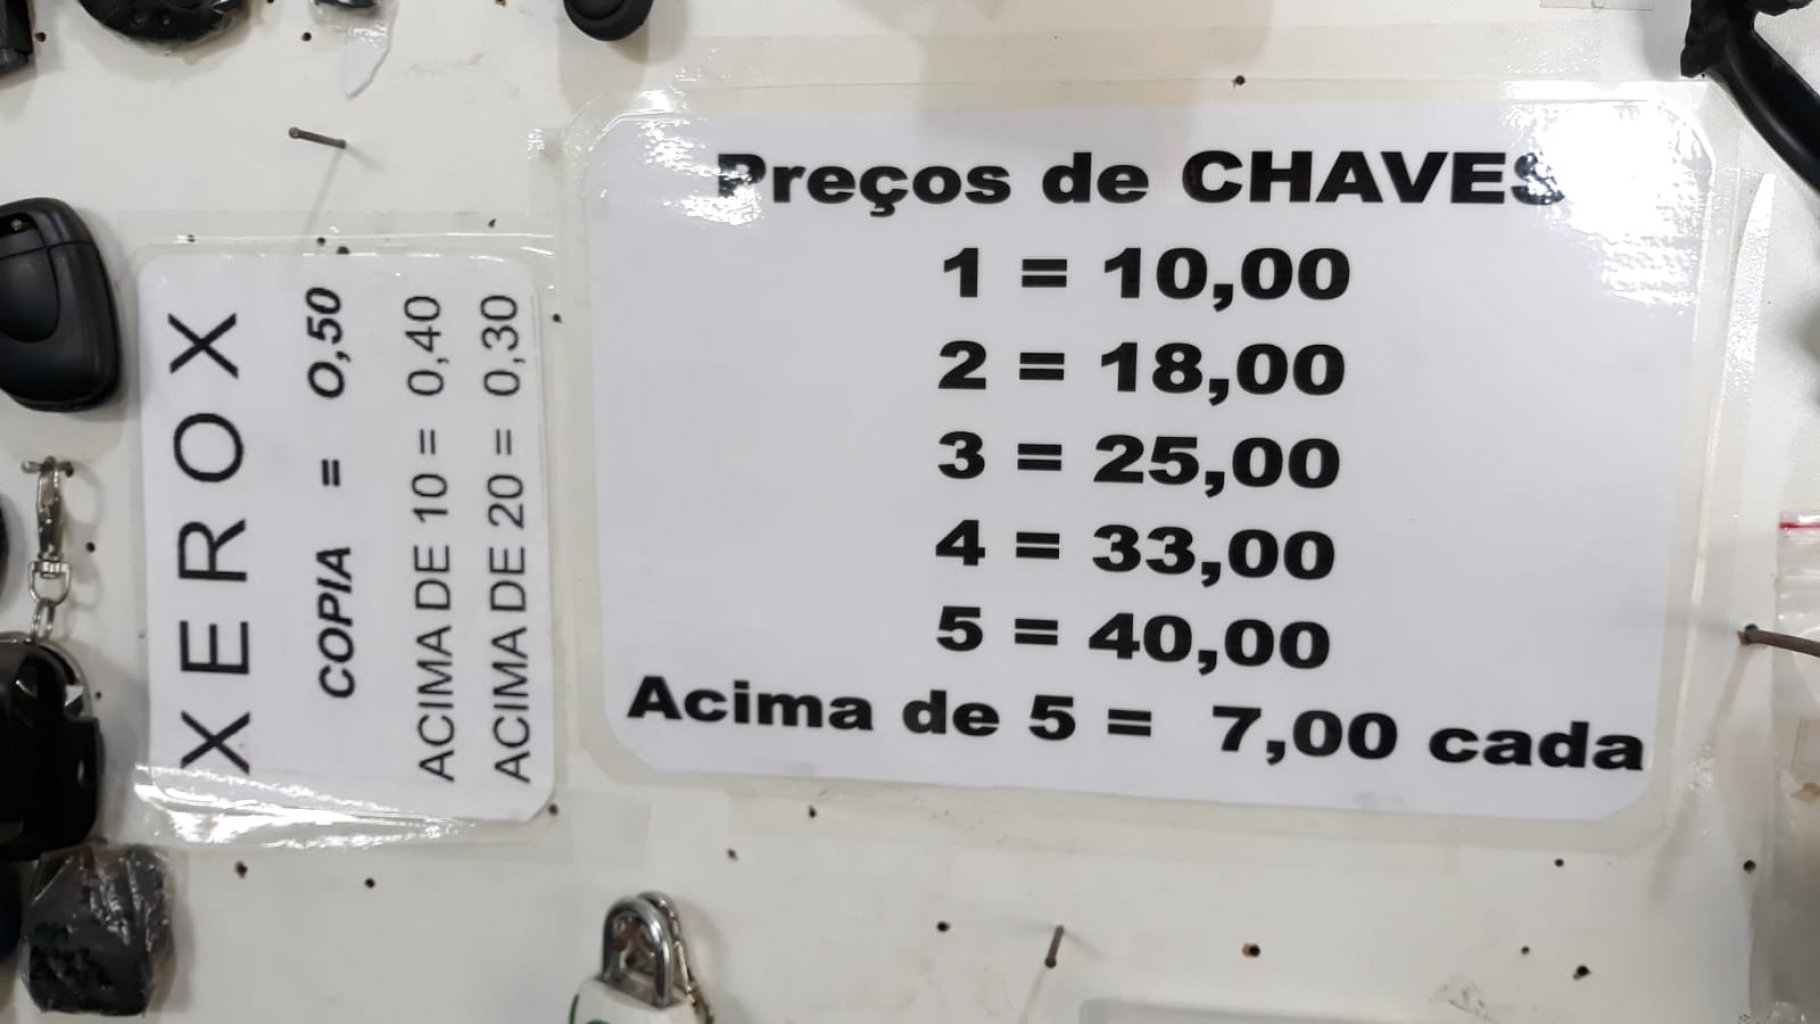 XEROX
COPIA = 0,50
ACIMA DE 10 = 0,40
ACIMA DE 20 = 0,30
Preços de CHAVES
1 = 10,00
2 = 18,00
3 = 25,00
4 = 33,00
5 = 40,00
Acima de 5 = 7,00 cada